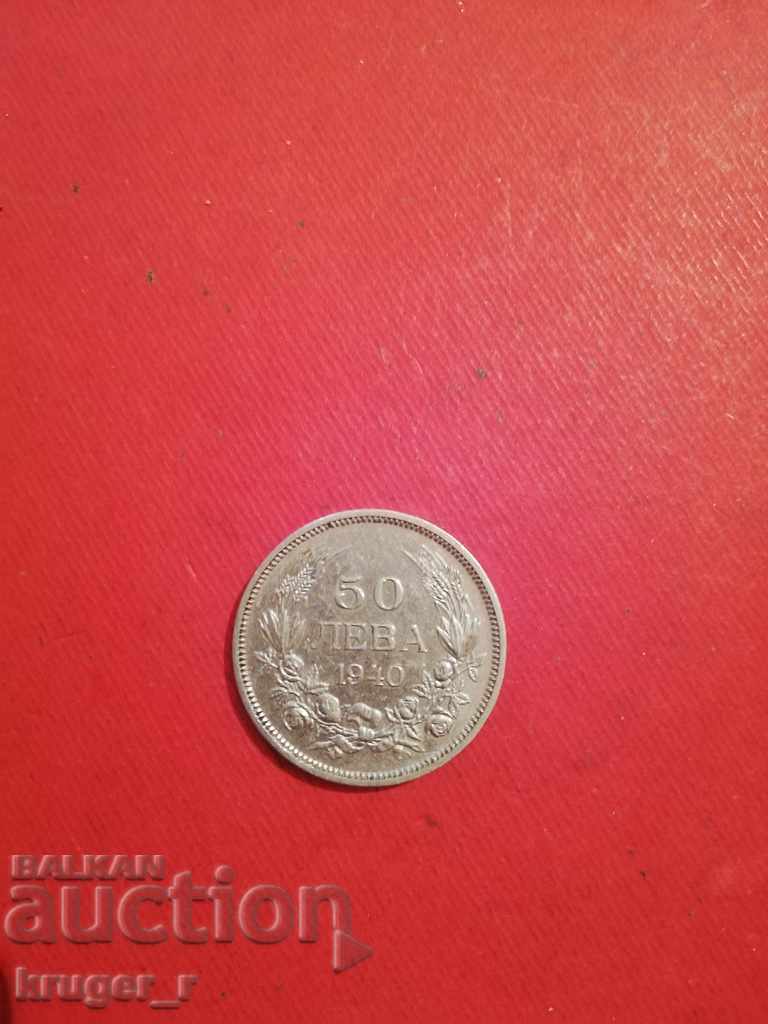 50
ЛЕВА
1940
BALKAN
auction
kruger_r